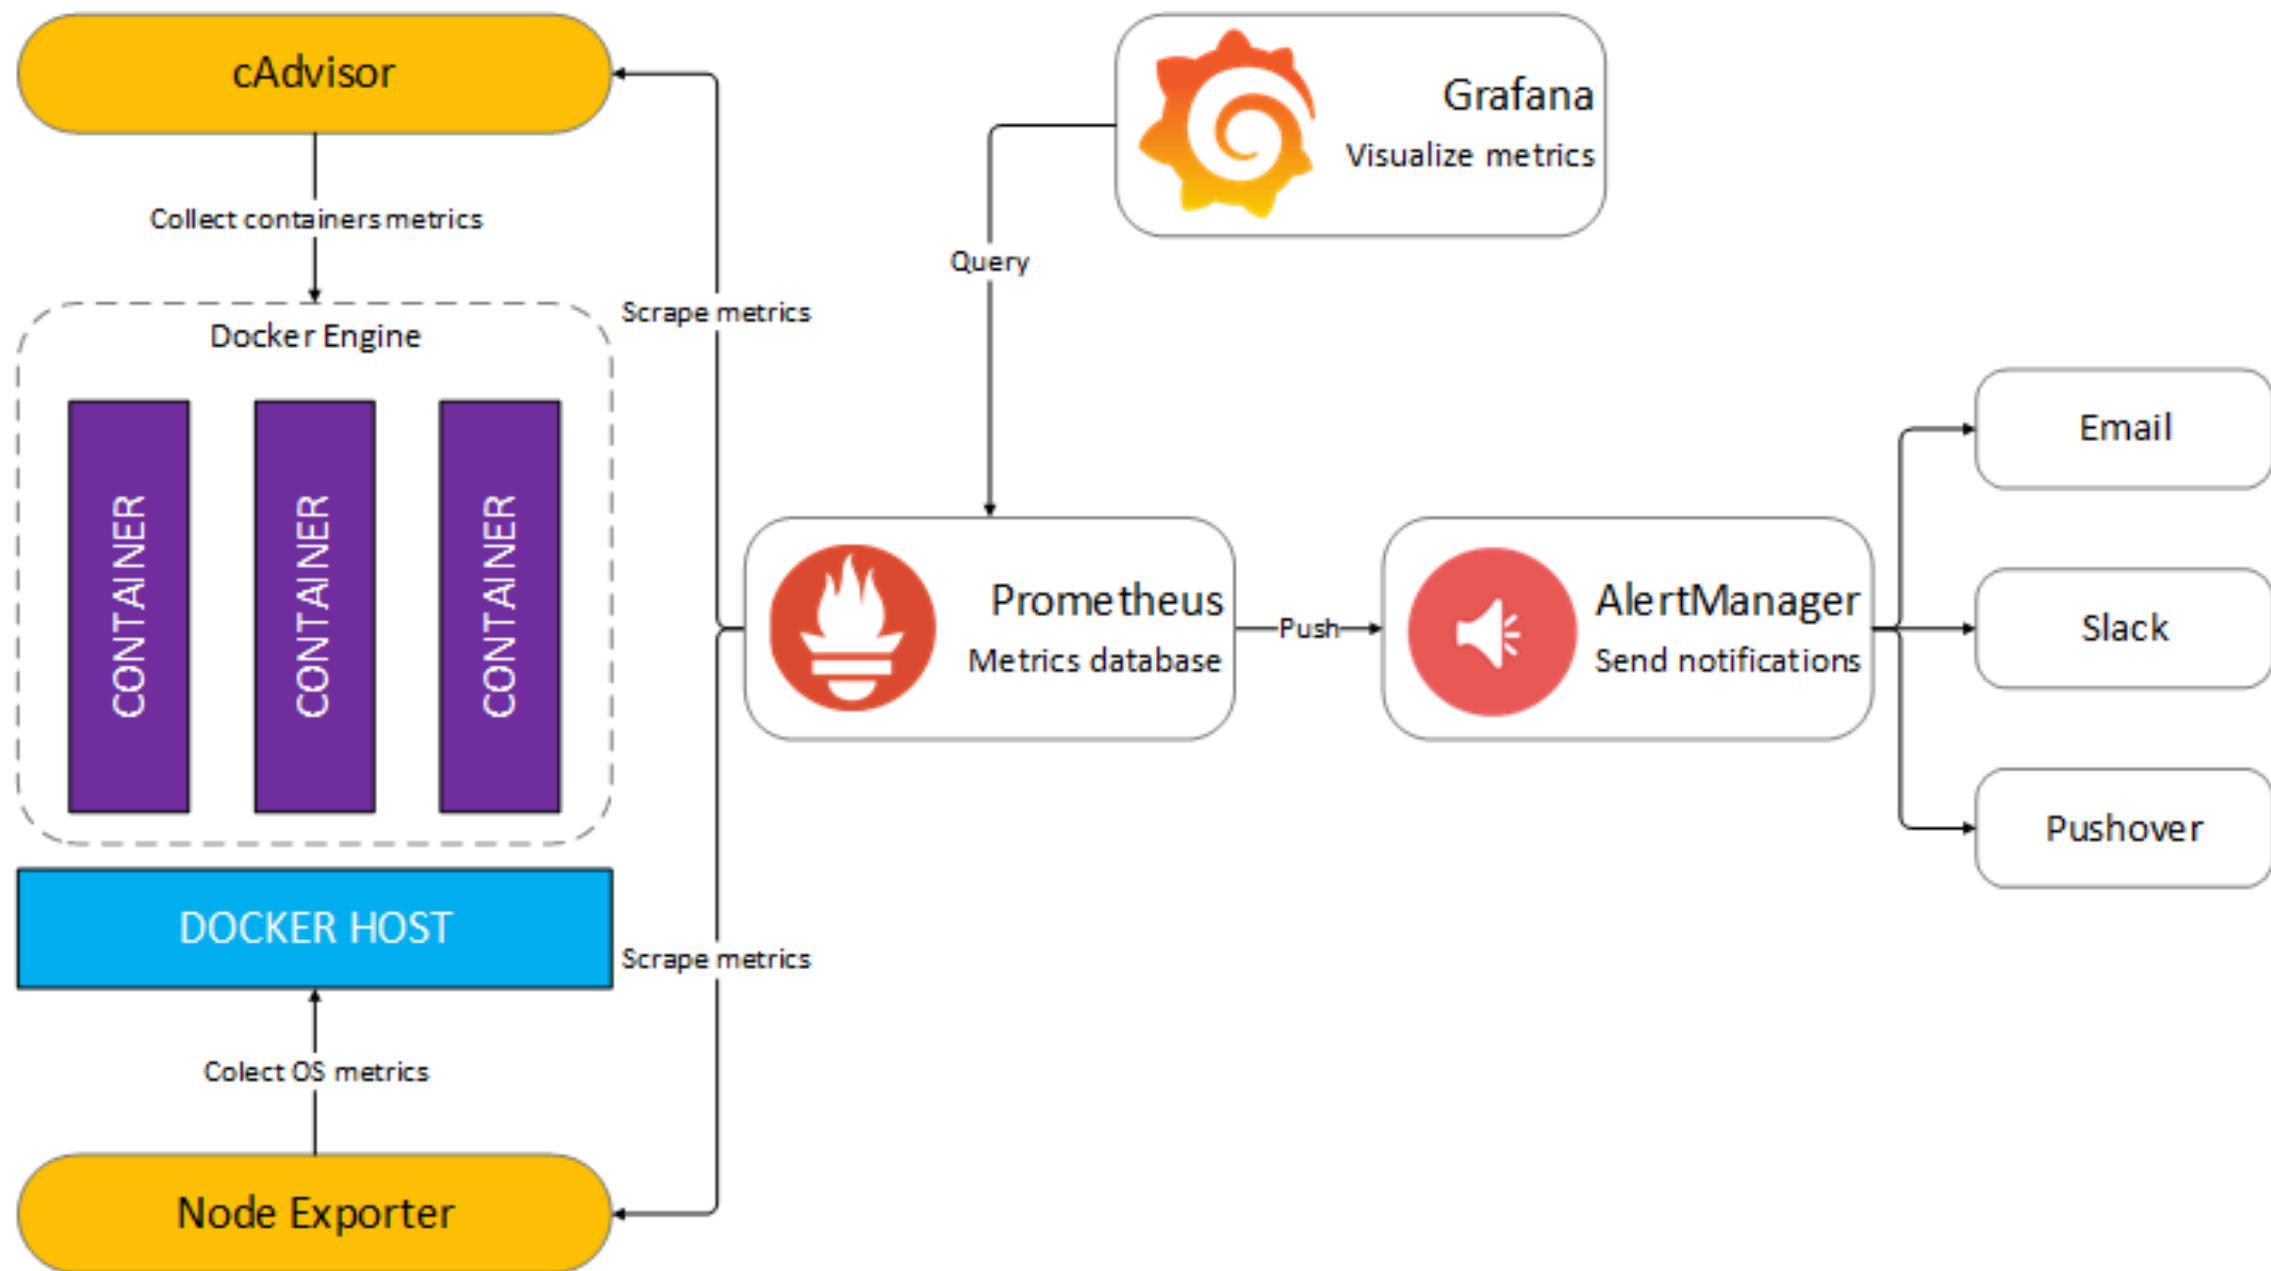 cAdvisor
Collect containers metrics
Docker Engine
CONTAINER
CONTAINER
CONTAINER
DOCKER HOST
Colect OS metrics
Node Exporter
Scrape metrics
Scrape metrics
Grafana
Visualize metrics
Query
Prometheus
Metrics database
Push
AlertManager
Send notifications
Email
Slack
Pushover